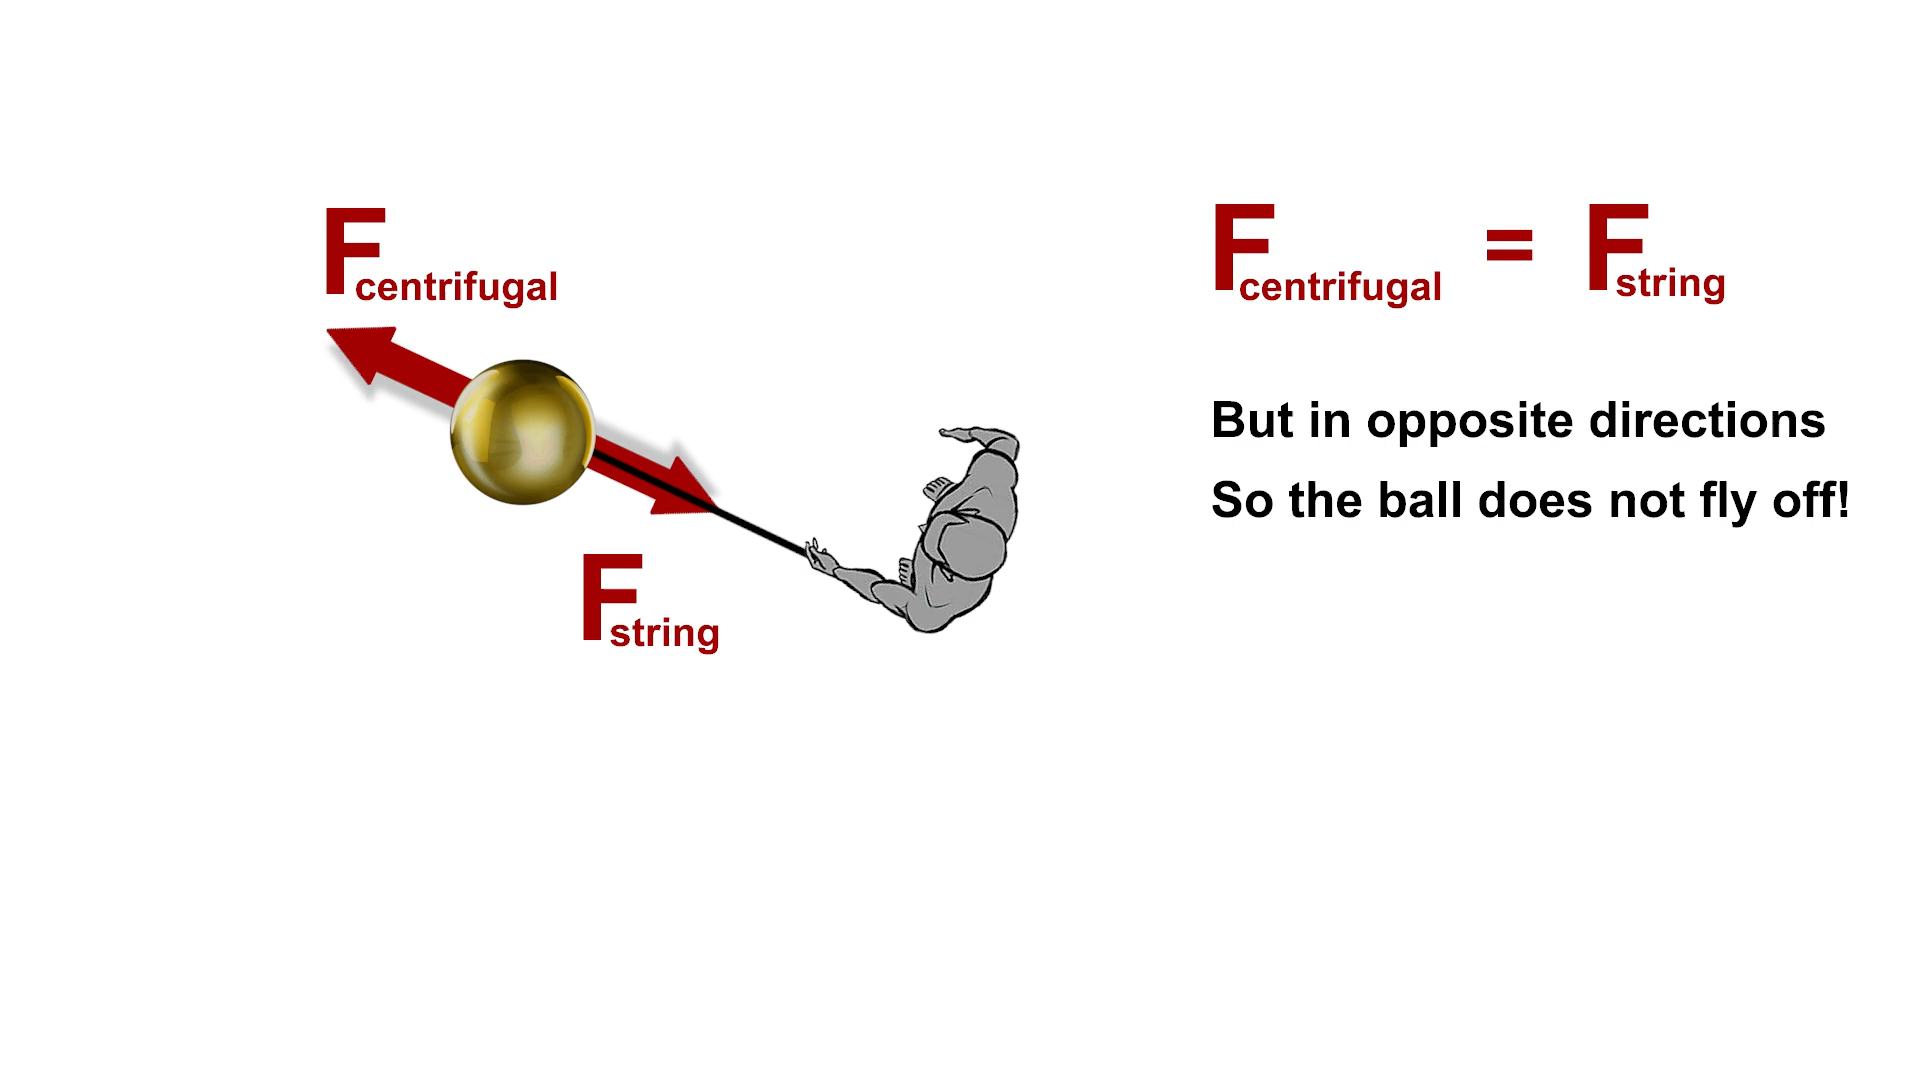 Fcentrifugal
Fcentrifugal = Fstring
But in opposite directions
So the ball does not fly off!
Fstring